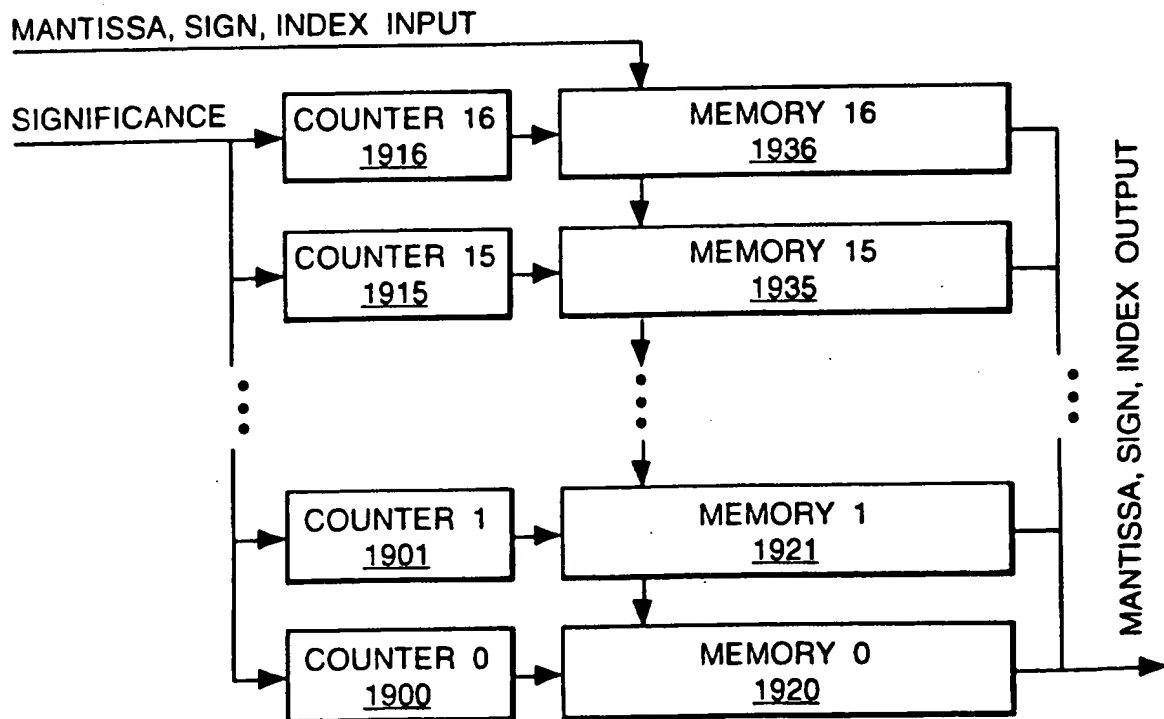 MANTISSA, SIGN, INDEX INPUT
SIGNIFICANCE
COUNTER 16
1916
MEMORY 16
1936
COUNTER 15
1915
MEMORY 15
1935
COUNTER 1
1901
MEMORY 1
1921
COUNTER 0
1900
MEMORY 0
1920
MANTISSA, SIGN, INDEX OUTPUT